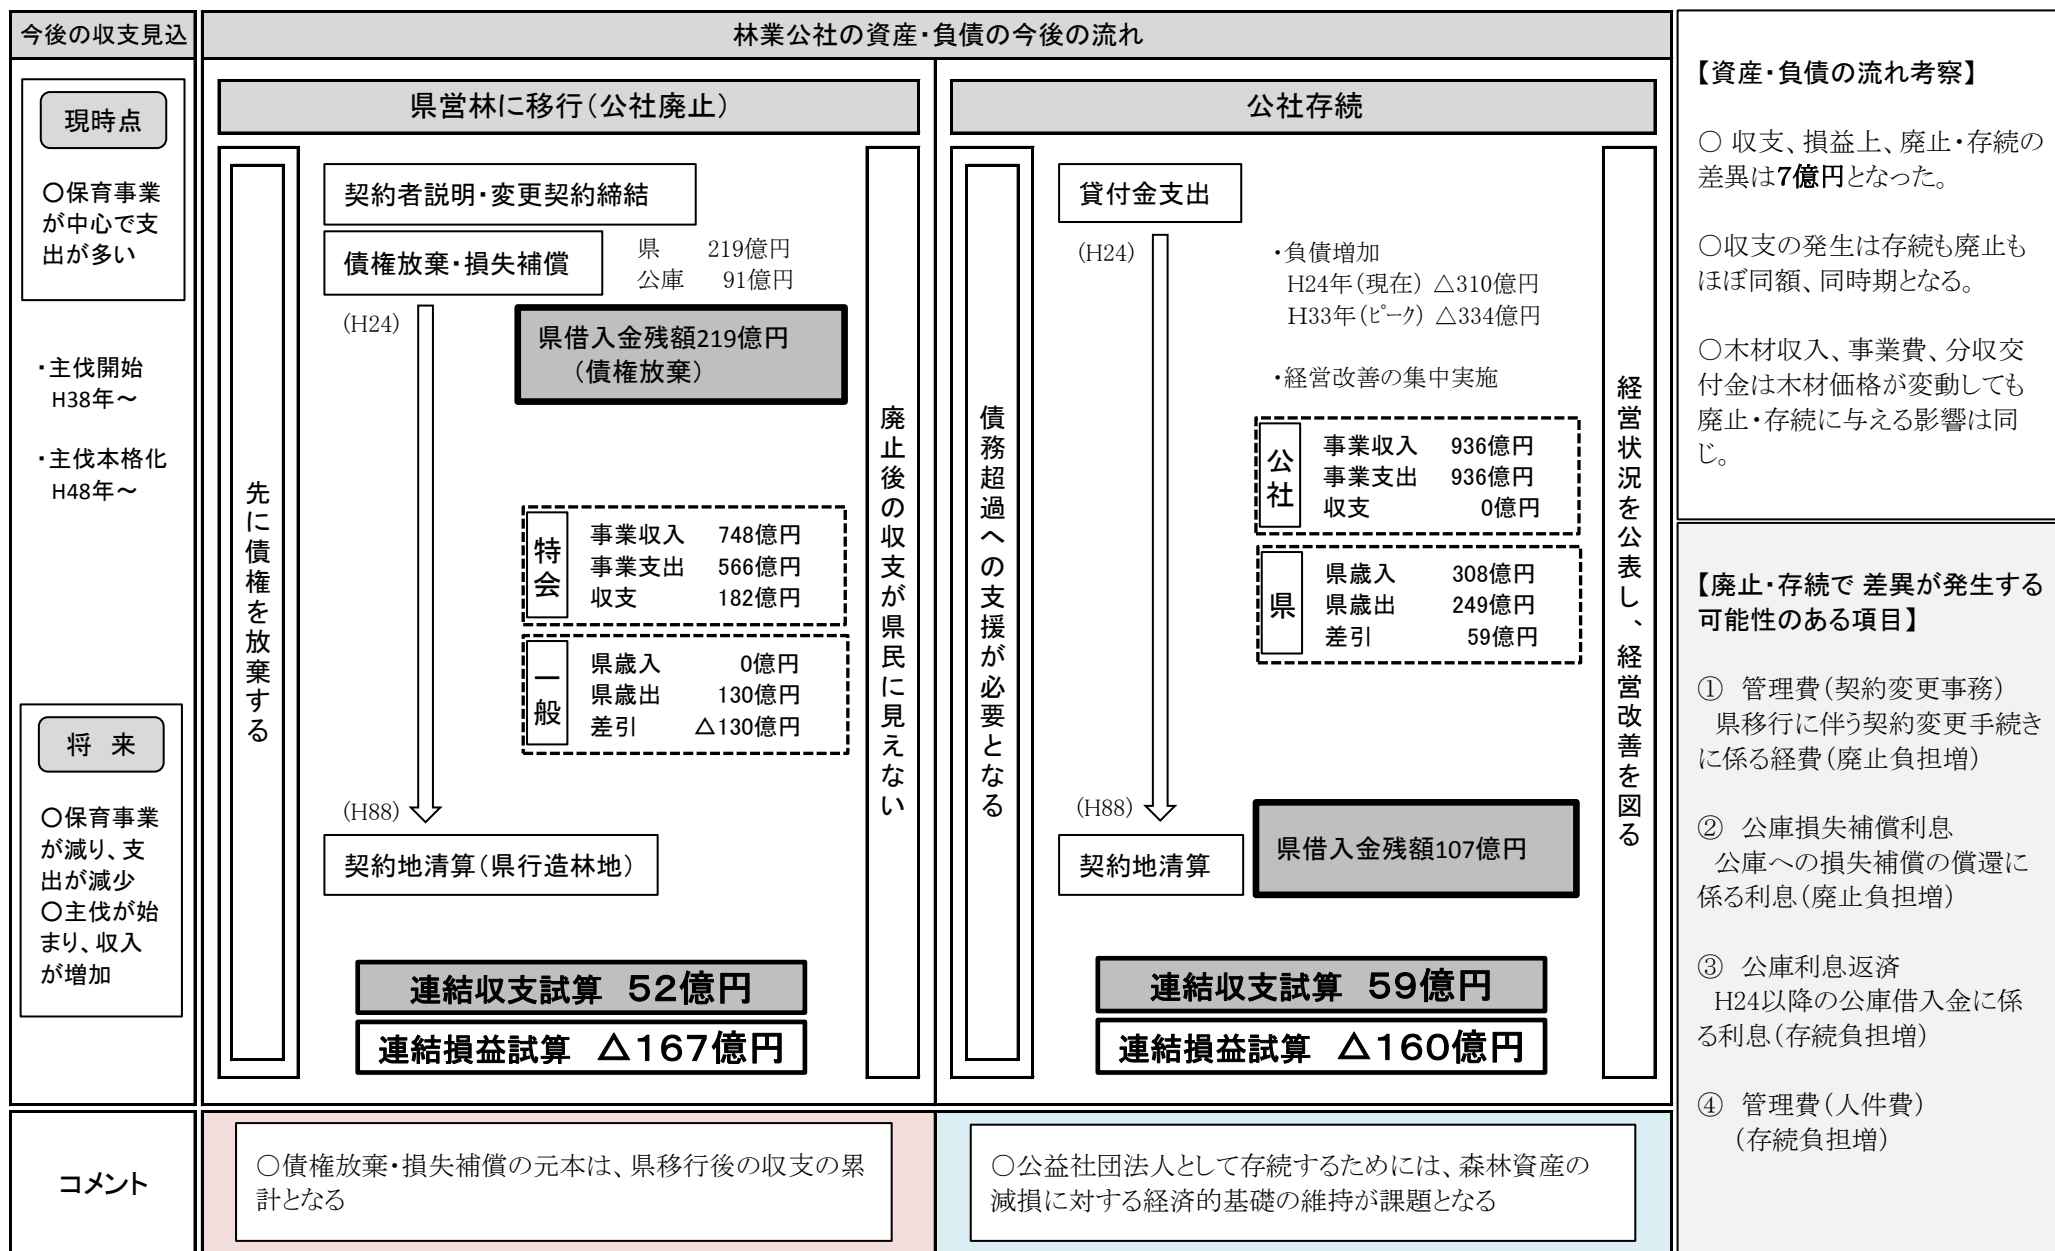 今後の収支見込
林業公社の資産・負債の今後の流れ
現時点
〇保育事業
が中心で支
出が多い
・主伐開始
H38年～
・主伐本格化
H48年～
将　来
〇保育事業
が減り、支
出が減少
〇主伐が始
まり、収入
が増加
県営林に移行（公社廃止）
先に債権を放棄する
契約者説明・変更契約締結
債権放棄・損失補償
県　219億円
公庫　91億円
（H24）
県借入金残額219億円
（債権放棄）
特会
事業収入　748億円
事業支出　566億円
収支　182億円
一般
県歳入　0億円
県歳出　130億円
差引　△130億円
（H88）
契約地清算（県行造林地）
廃止後の収支が県民に見えない
連結収支試算　52億円
連結損益試算　△167億円
公社存続
債務超過への支援が必要となる
貸付金支出
（H24）
・負債増加
H24年（現在）　△310億円
H33年（ピーク）　△334億円
・経営改善の集中実施
公社
事業収入　936億円
事業支出　936億円
収支　0億円
県
県歳入　308億円
県歳出　249億円
差引　59億円
（H88）
契約地清算
県借入金残額107億円
経営状況を公表し、経営改善を図る
連結収支試算　59億円
連結損益試算　△160億円
コメント
〇債権放棄・損失補償の元本は、県移行後の収支の累
計となる
〇公益社団法人として存続するためには、森林資産の
減損に対する経済的基礎の維持が課題となる
【資産・負債の流れ考察】
〇 収支、損益上、廃止・存続の
差異は7億円となった。
〇収支の発生は存続も廃止も
ほぼ同額、同時期となる。
〇木材収入、事業費、分収交
付金は木材価格が変動しても
廃止・存続に与える影響は同
じ。
【廃止・存続で 差異が発生する
可能性のある項目】
①　管理費（契約変更事務）
県移行に伴う契約変更手続き
に係る経費（廃止負担増）
②　公庫損失補償利息
公庫への損失補償の償還に
係る利息（廃止負担増）
③　公庫利息返済
H24以降の公庫借入金に係
る利息（存続負担増）
④　管理費（人件費）
（存続負担増）